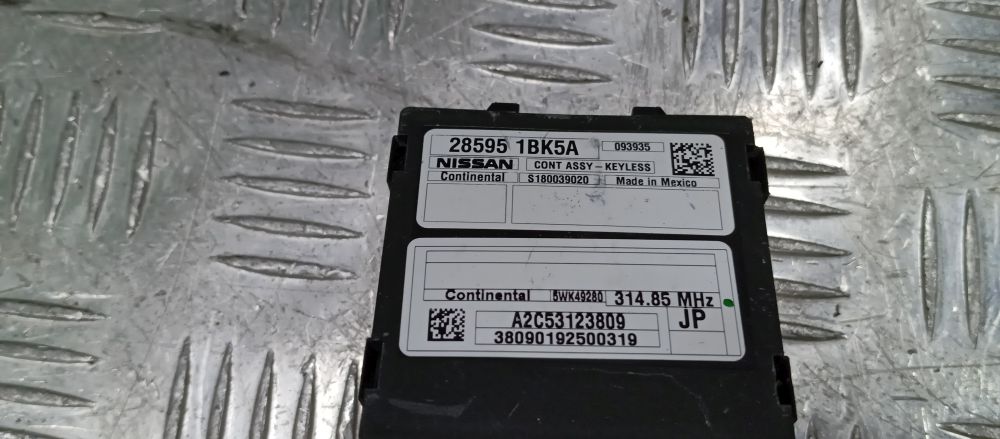 28595 1BK5A 093935
NISSAN CONT ASSY-KEYLESS
Continental S180039020 Made in Mexico
Continental 5WK49280 314.85 MHz
A2C53123809 JP
38090192500319